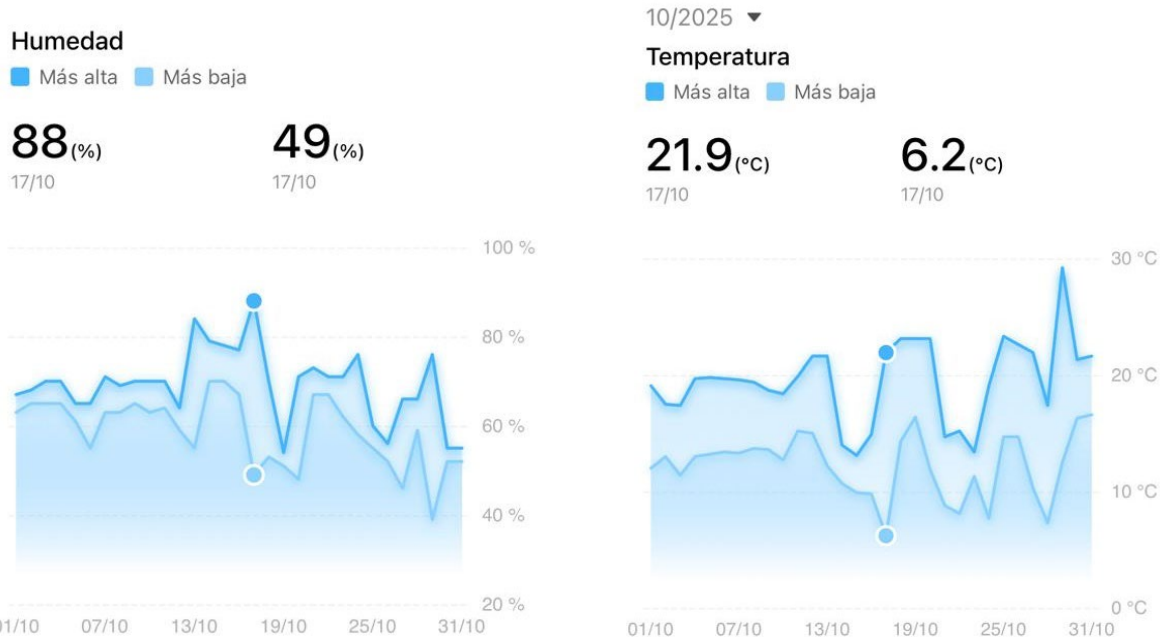 Humedad
Más alta Más baja
88(%) 49(%)
17/10 17/10
100 %
80 %
60 %
40 %
20 %
01/10 07/10 13/10 19/10 25/10 31/10
10/2025
Temperatura
Más alta Más baja
21.9(°C) 6.2(°C)
17/10 17/10
30 °C
20 °C
10 °C
0 °C
01/10 07/10 13/10 19/10 25/10 31/10